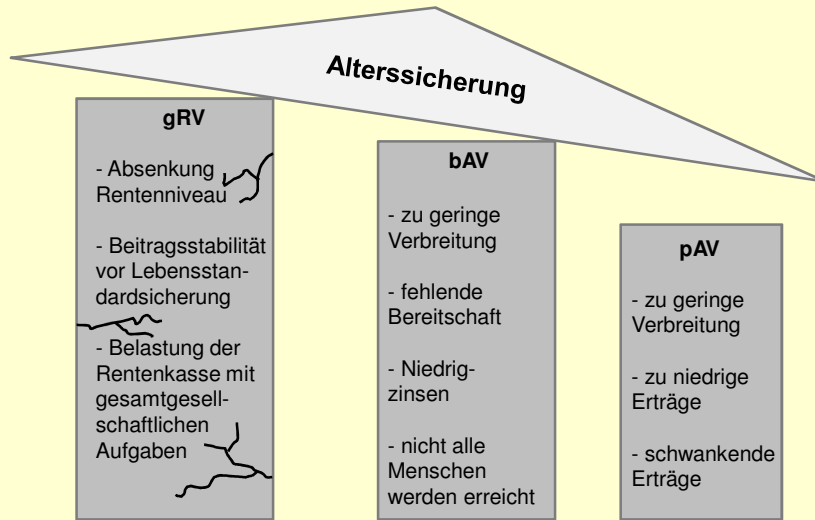 Alterssicherung
gRV
- Absenkung
Rentenniveau
- Beitragsstabilität
vor Lebensstan-
dardsicherung
- Belastung der
Rentenkasse mit
gesamtgesell-
schaftlichen
Aufgaben
bAV
- zu geringe
Verbreitung
- fehlende
Bereitschaft
- Niedrig-
zinsen
- nicht alle
Menschen
werden erreicht
pAV
- zu geringe
Verbreitung
- zu niedrige
Erträge
- schwankende
Erträge